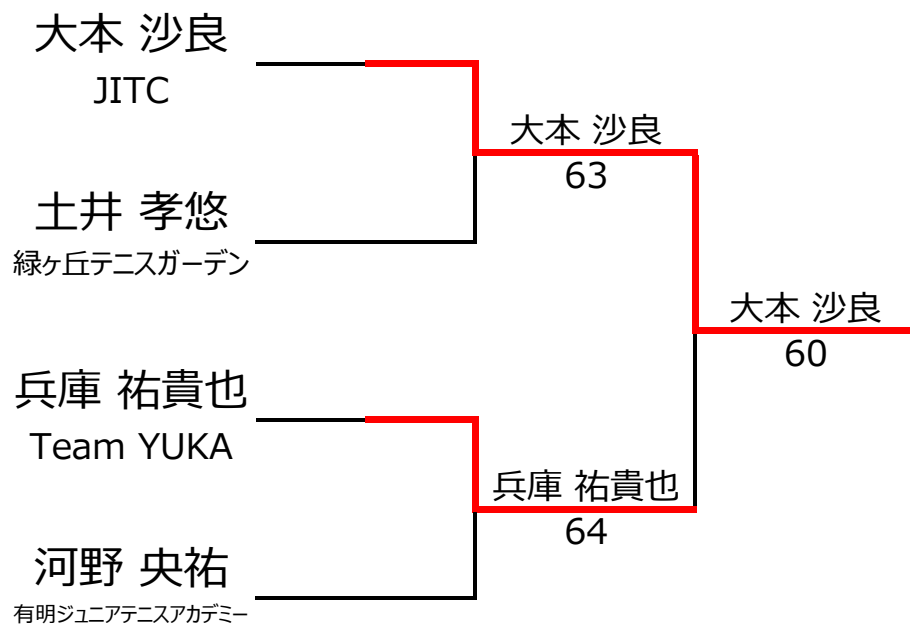 大本 沙良
JITC
大本 沙良
63
土井 孝悠
緑ヶ丘テニスガーデン
大本 沙良
60
兵庫 祐貴也
Team YUKA
兵庫 祐貴也
64
河野 央祐
有明ジュニアテニスアカデミー